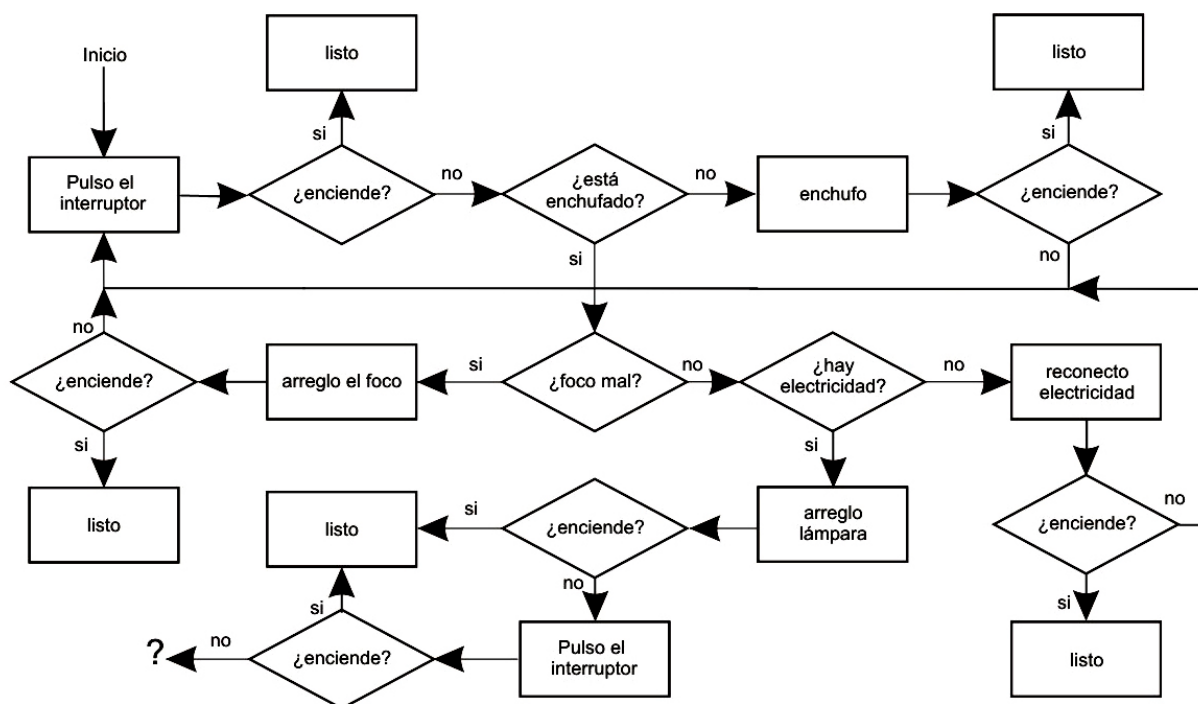 Inicio
listo
listo
si
si
Pulso el
interruptor
¿enciende?
no
¿está
enchufado?
no
enchufo
¿enciende?
si
no
no
¿enciende?
arreglo el foco
si
¿foco mal?
no
¿hay
electricidad?
no
reconecto
electricidad
si
si
listo
listo
si
¿enciende?
arreglo
lámpara
¿enciende?
no
no
si
si
?
no
¿enciende?
Pulso el
interruptor
listo